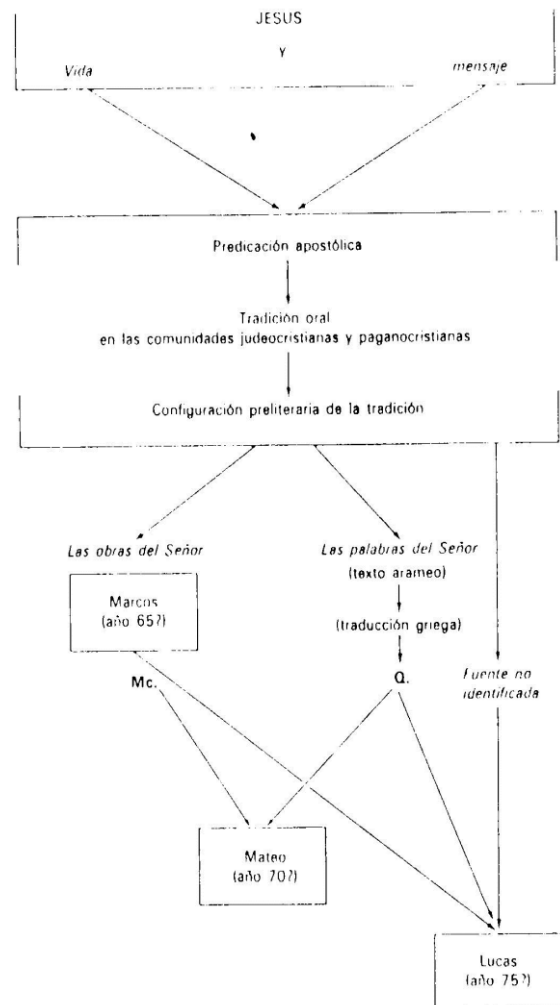 JESUS
Y
Vida
mensaje
Predicación apostólica
Tradición oral
en las comunidades judeocristianas y paganocristianas
Configuración preliteraria de la tradición
Las obras del Señor
Las palabras del Señor
(texto arameo)
Marcos
(año 65?)
(traducción griega)
Mc.
Q.
Fuente no
identificada
Mateo
(año 70?)
Lucas
(año 75?)